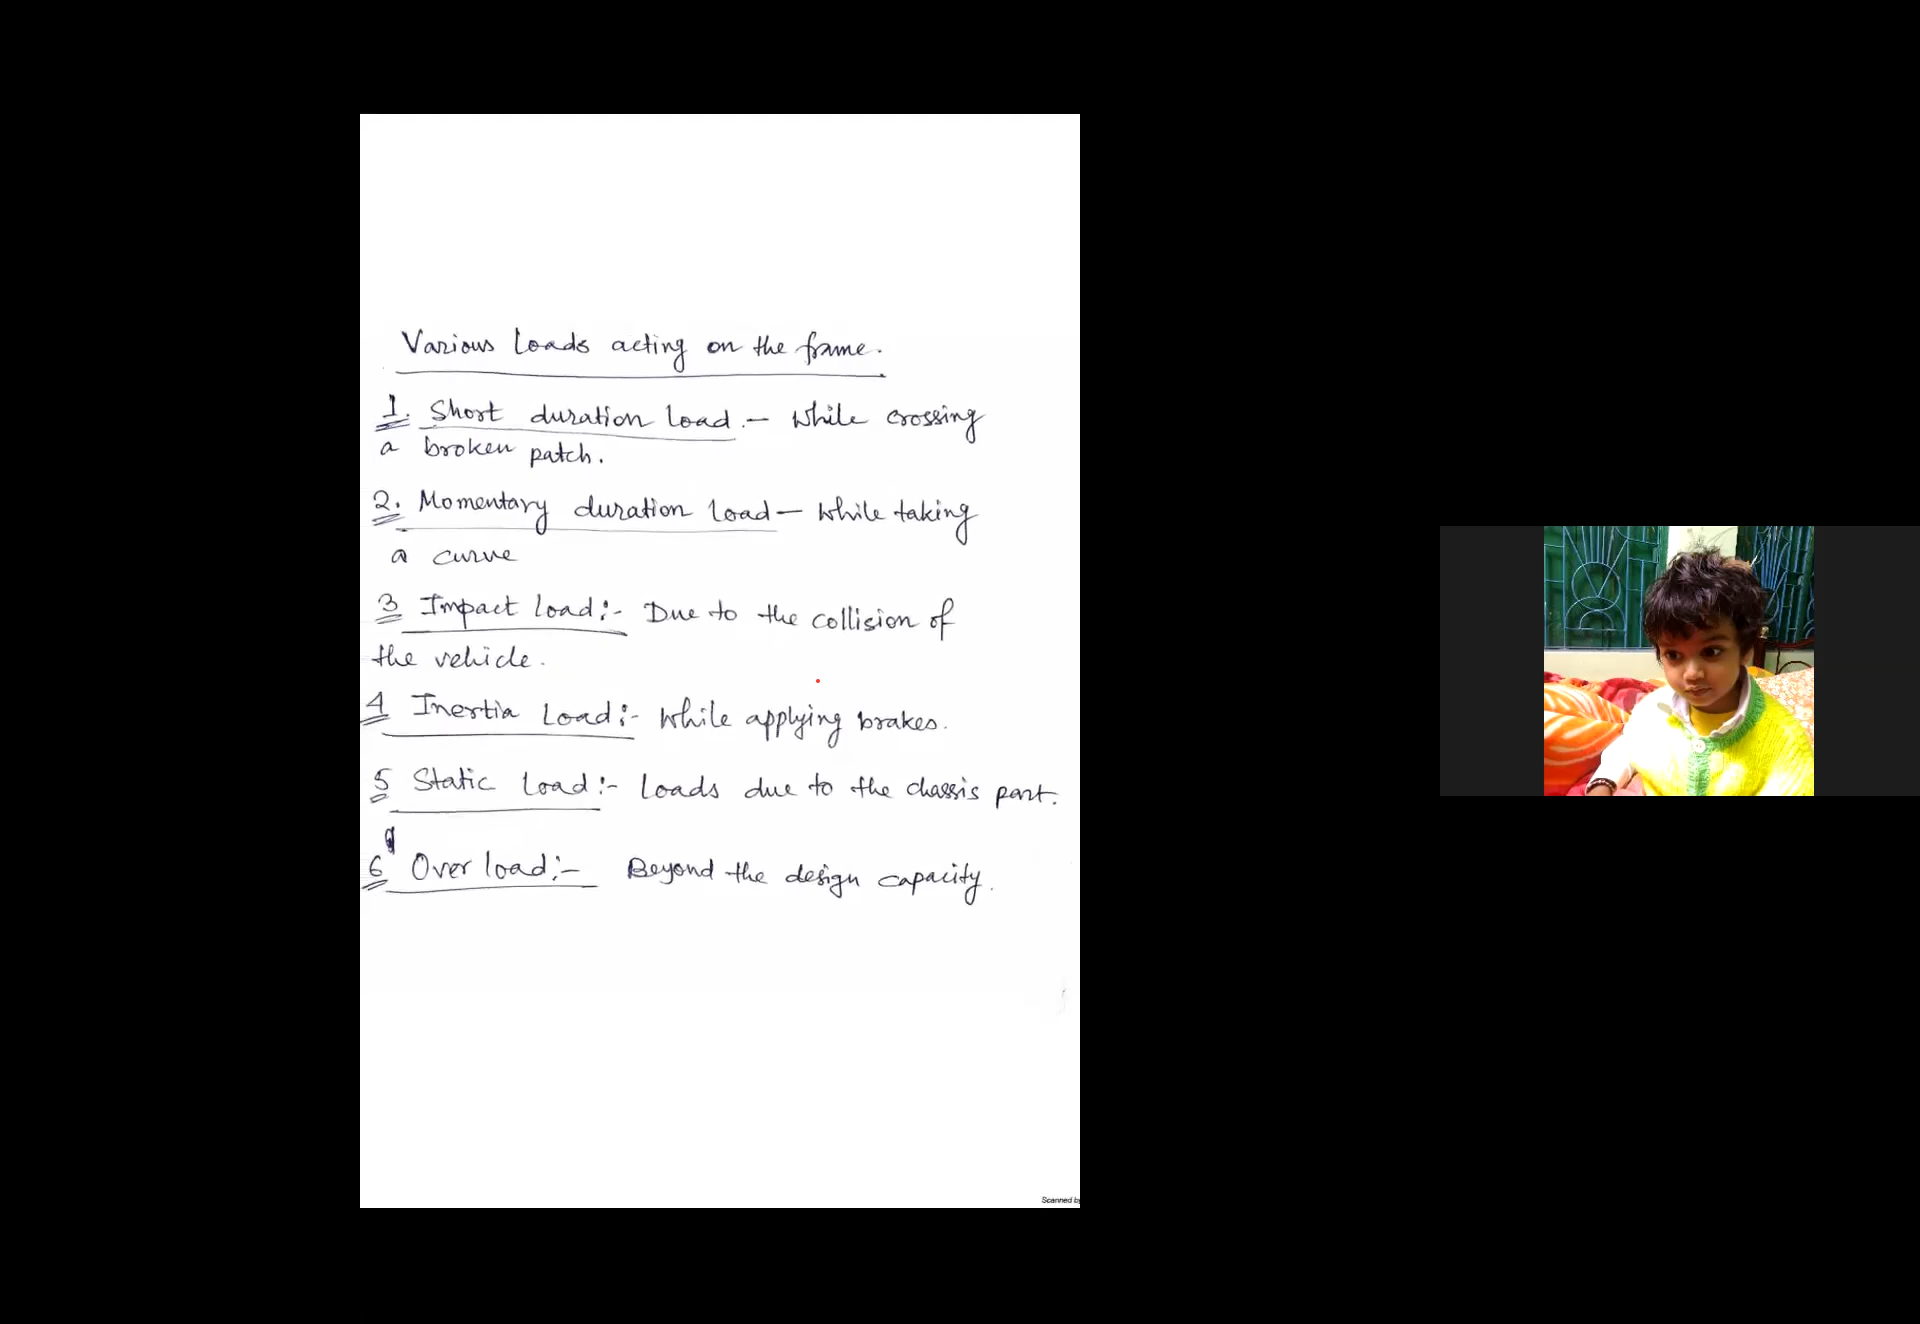 Various loads acting on the frame.
1. Short duration load.- While crossing
a broken patch.
2. Momentary duration load - While taking
a curve
3 Impact load:- Due to the collision of
the vehicle.
4 Inertia Load:- While applying brakes.
5 Static load:- Loads due to the chassis part.
6 Over load:- Beyond the design capacity.
Scanned by